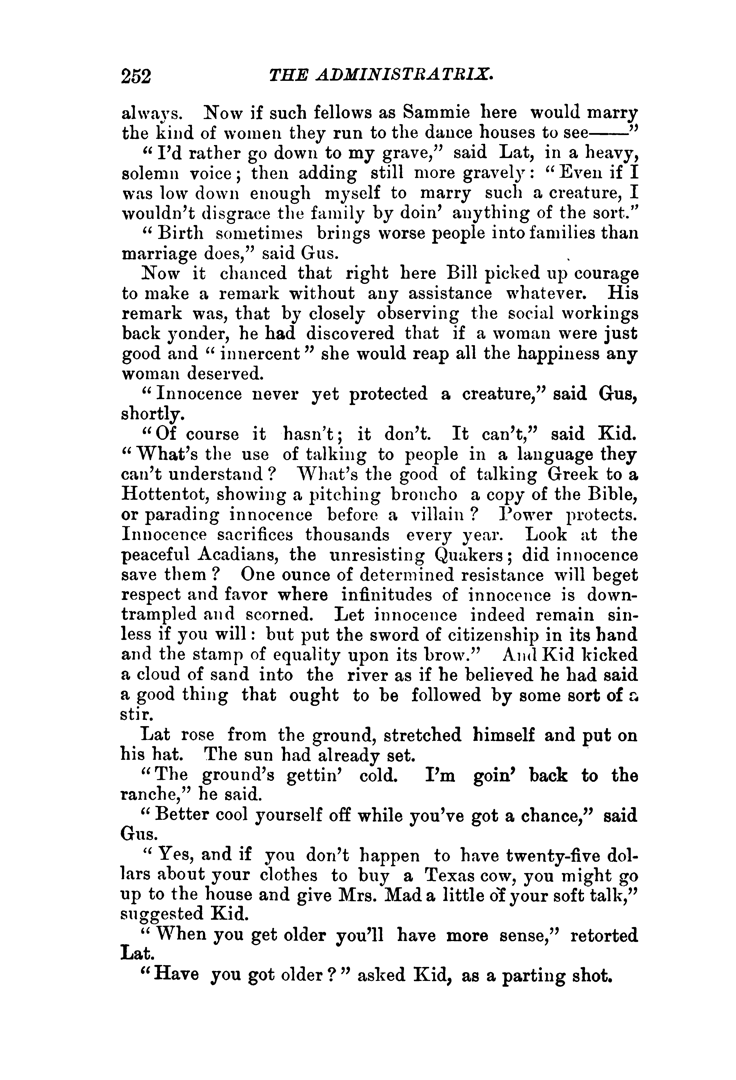 252 THE ADMINISTRATRIX.
always. Now if such fellows as Sammie here would marry
the kind of women they run to the dance houses to see——”
“I’d rather go down to my grave,” said Lat, in a heavy,
solemn voice; then adding still more gravely: “Even if I
was low down enough myself to marry such a creature, I
wouldn’t disgrace the family by doin’ anything of the sort.”
“Birth sometimes brings worse people into families than
marriage does,” said Gus.
Now it chanced that right here Bill picked up courage
to make a remark without any assistance whatever. His
remark was, that by closely observing the social workings
back yonder, he had discovered that if a woman were just
good and “innercent” she would reap all the happiness any
woman deserved.
“Innocence never yet protected a creature,” said Gus,
shortly.
“Of course it hasn’t; it don’t. It can’t,” said Kid.
“What’s the use of talking to people in a language they
can’t understand? What’s the good of talking Greek to a
Hottentot, showing a pitching broncho a copy of the Bible,
or parading innocence before a villain? Power protects.
Innocence sacrifices thousands every year. Look at the
peaceful Acadians, the unresisting Quakers; did innocence
save them? One ounce of determined resistance will beget
respect and favor where infinitudes of innocence is down-
trampled and scorned. Let innocence indeed remain sin-
less if you will: but put the sword of citizenship in its hand
and the stamp of equality upon its brow.” And Kid kicked
a cloud of sand into the river as if he believed he had said
a good thing that ought to be followed by some sort of a
stir.
Lat rose from the ground, stretched himself and put on
his hat. The sun had already set.
“The ground’s gettin’ cold. I’m goin’ back to the
ranche,” he said.
“Better cool yourself off while you’ve got a chance,” said
Gus.
“Yes, and if you don’t happen to have twenty-five dol-
lars about your clothes to buy a Texas cow, you might go
up to the house and give Mrs. Mad a little of your soft talk,”
suggested Kid.
“When you get older you’ll have more sense,” retorted
Lat.
“Have you got older?” asked Kid, as a parting shot.